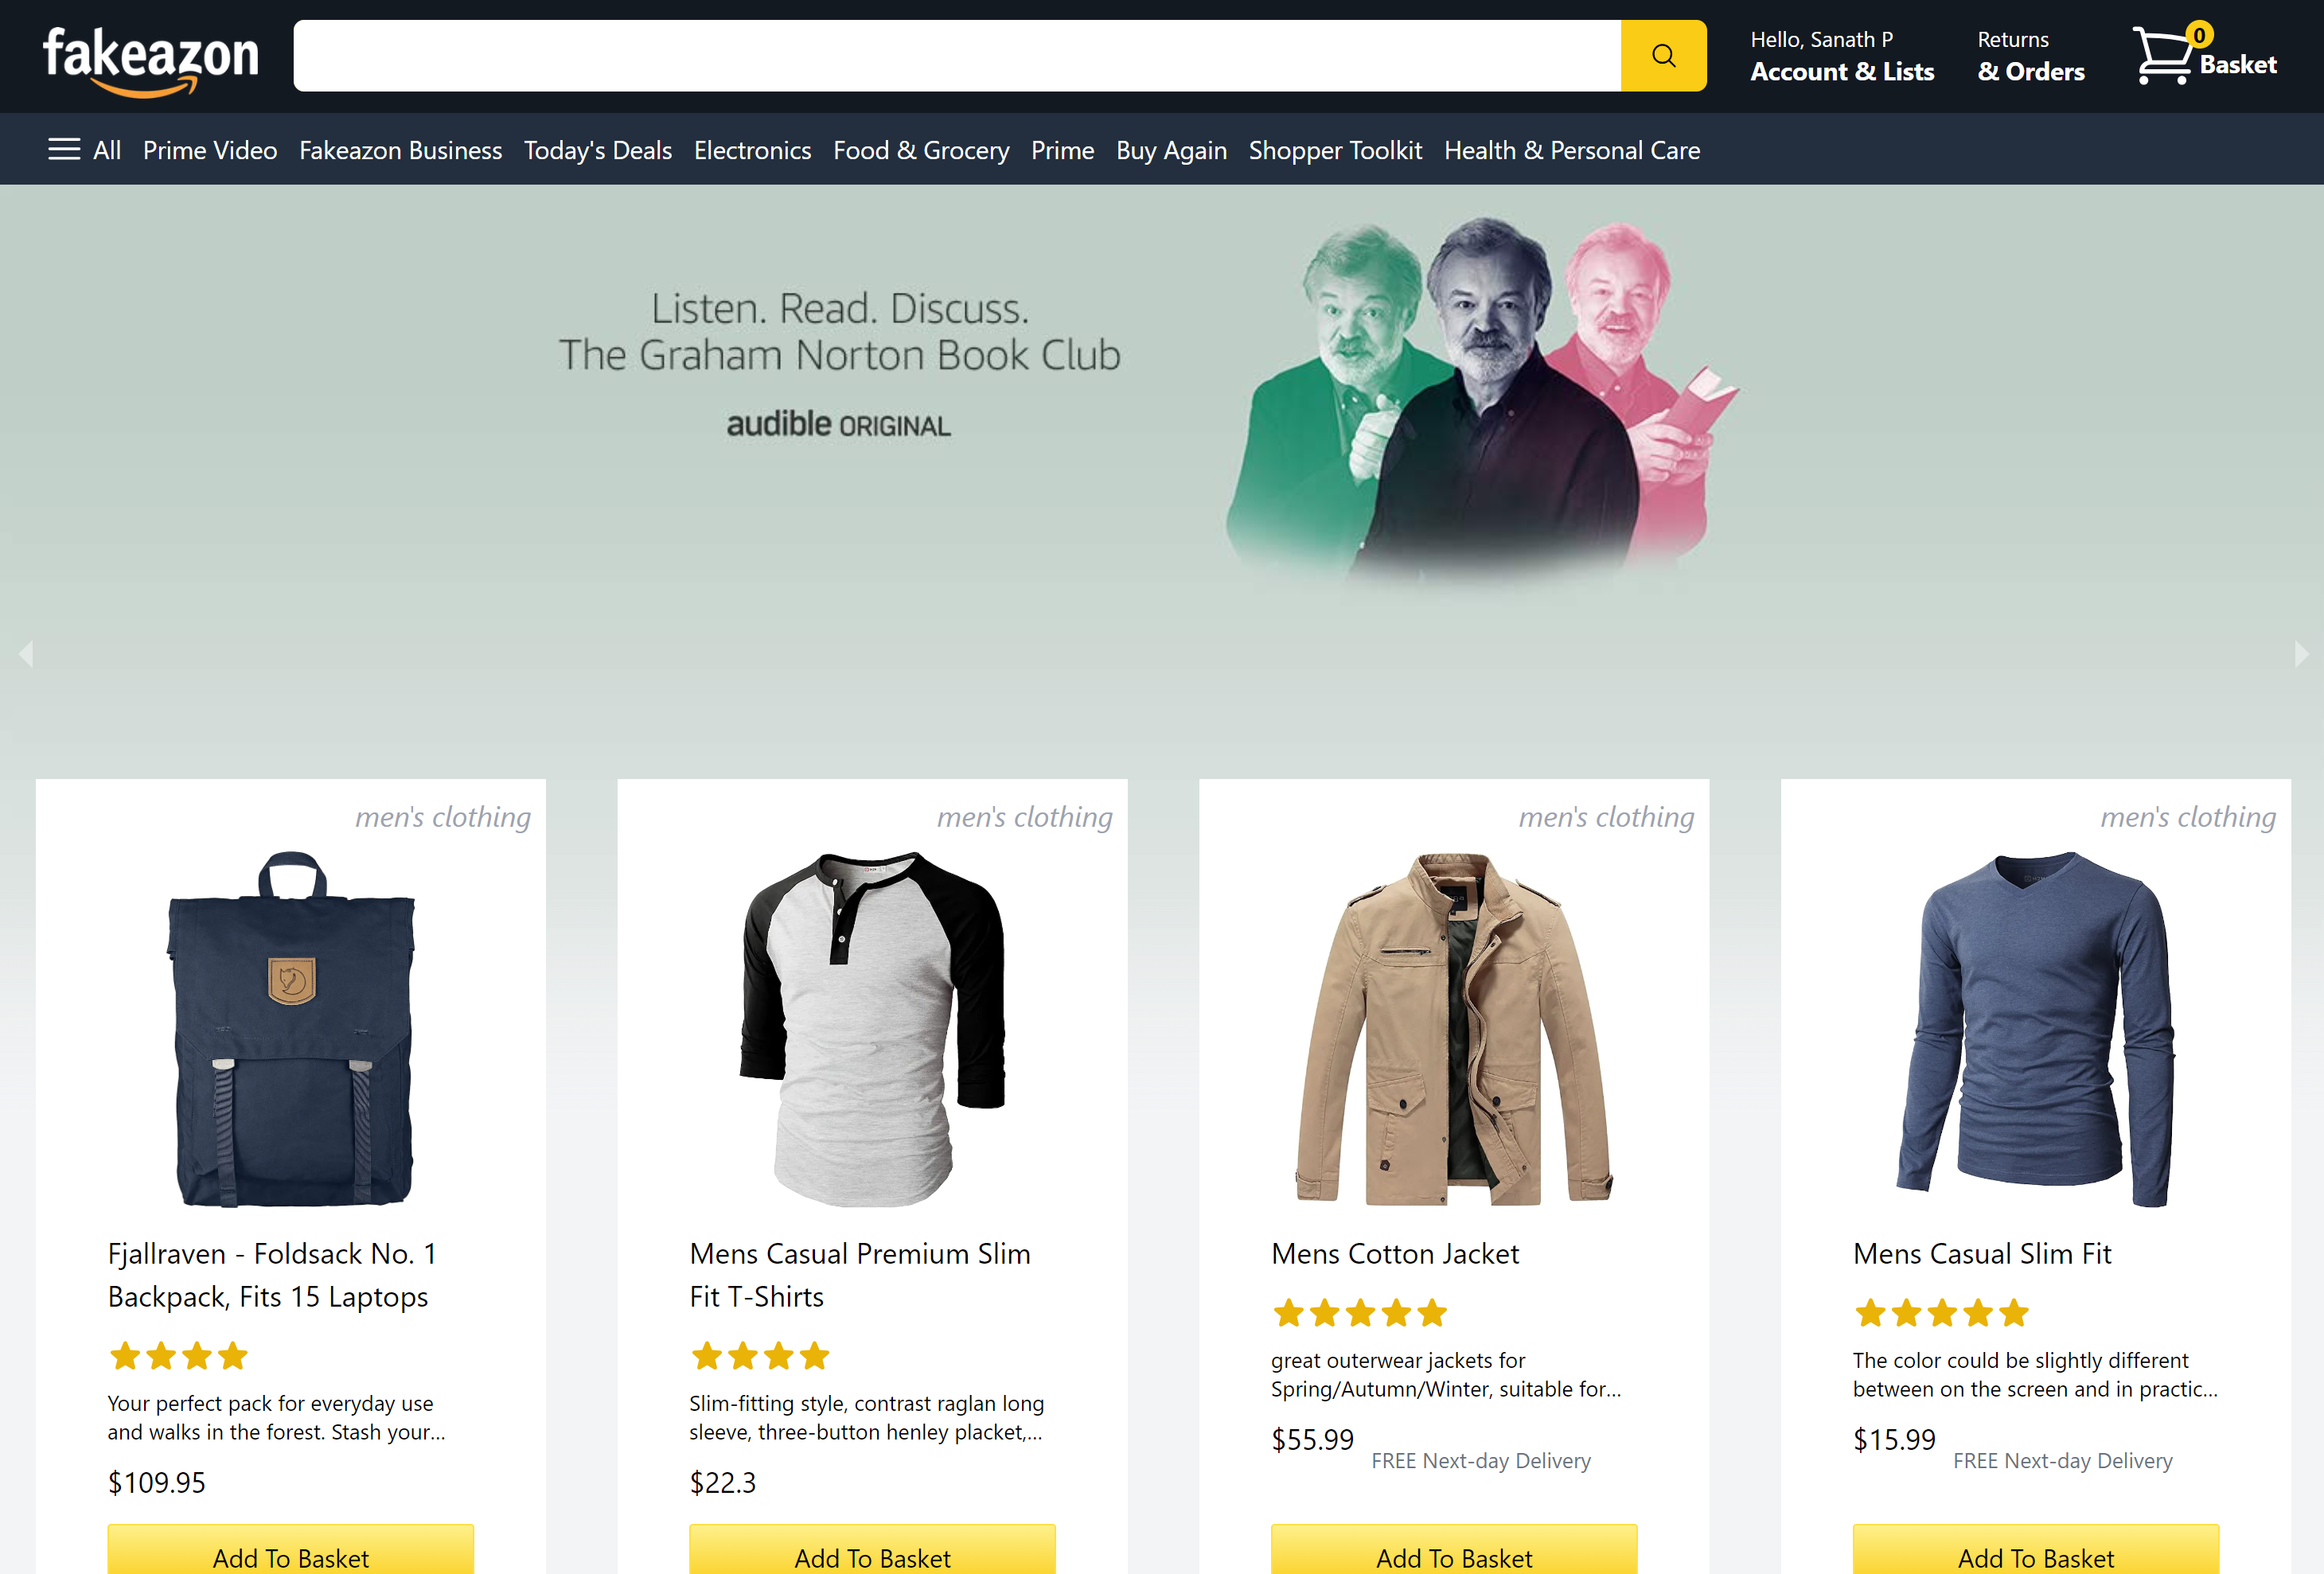 fakeazon
Hello, Sanath P
Account & Lists
Returns
& Orders
0
Basket
All
Prime Video
Fakeazon Business
Today's Deals
Electronics
Food & Grocery
Prime
Buy Again
Shopper Toolkit
Health & Personal Care
Listen. Read. Discuss.
The Graham Norton Book Club
audible ORIGINAL
men's clothing
Fjallraven - Foldsack No. 1
Backpack, Fits 15 Laptops
Your perfect pack for everyday use
and walks in the forest. Stash your...
$109.95
Add To Basket
men's clothing
Mens Casual Premium Slim
Fit T-Shirts
Slim-fitting style, contrast raglan long
sleeve, three-button henley placket,...
$22.3
Add To Basket
men's clothing
Mens Cotton Jacket
great outerwear jackets for
Spring/Autumn/Winter, suitable for...
$55.99
FREE Next-day Delivery
Add To Basket
men's clothing
Mens Casual Slim Fit
The color could be slightly different
between on the screen and in practic...
$15.99
FREE Next-day Delivery
Add To Basket